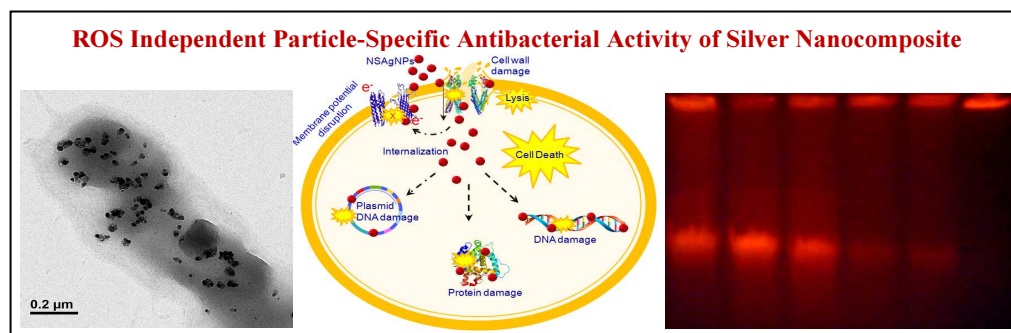 ROS Independent Particle-Specific Antibacterial Activity of Silver Nanocomposite
NSAgNPs
Cell wall
damage
e-
Lysis
e-
Membrane potential
disruption
Internalization
Cell Death
Plasmid
DNA damage
DNA damage
Protein damage
0.2 µm